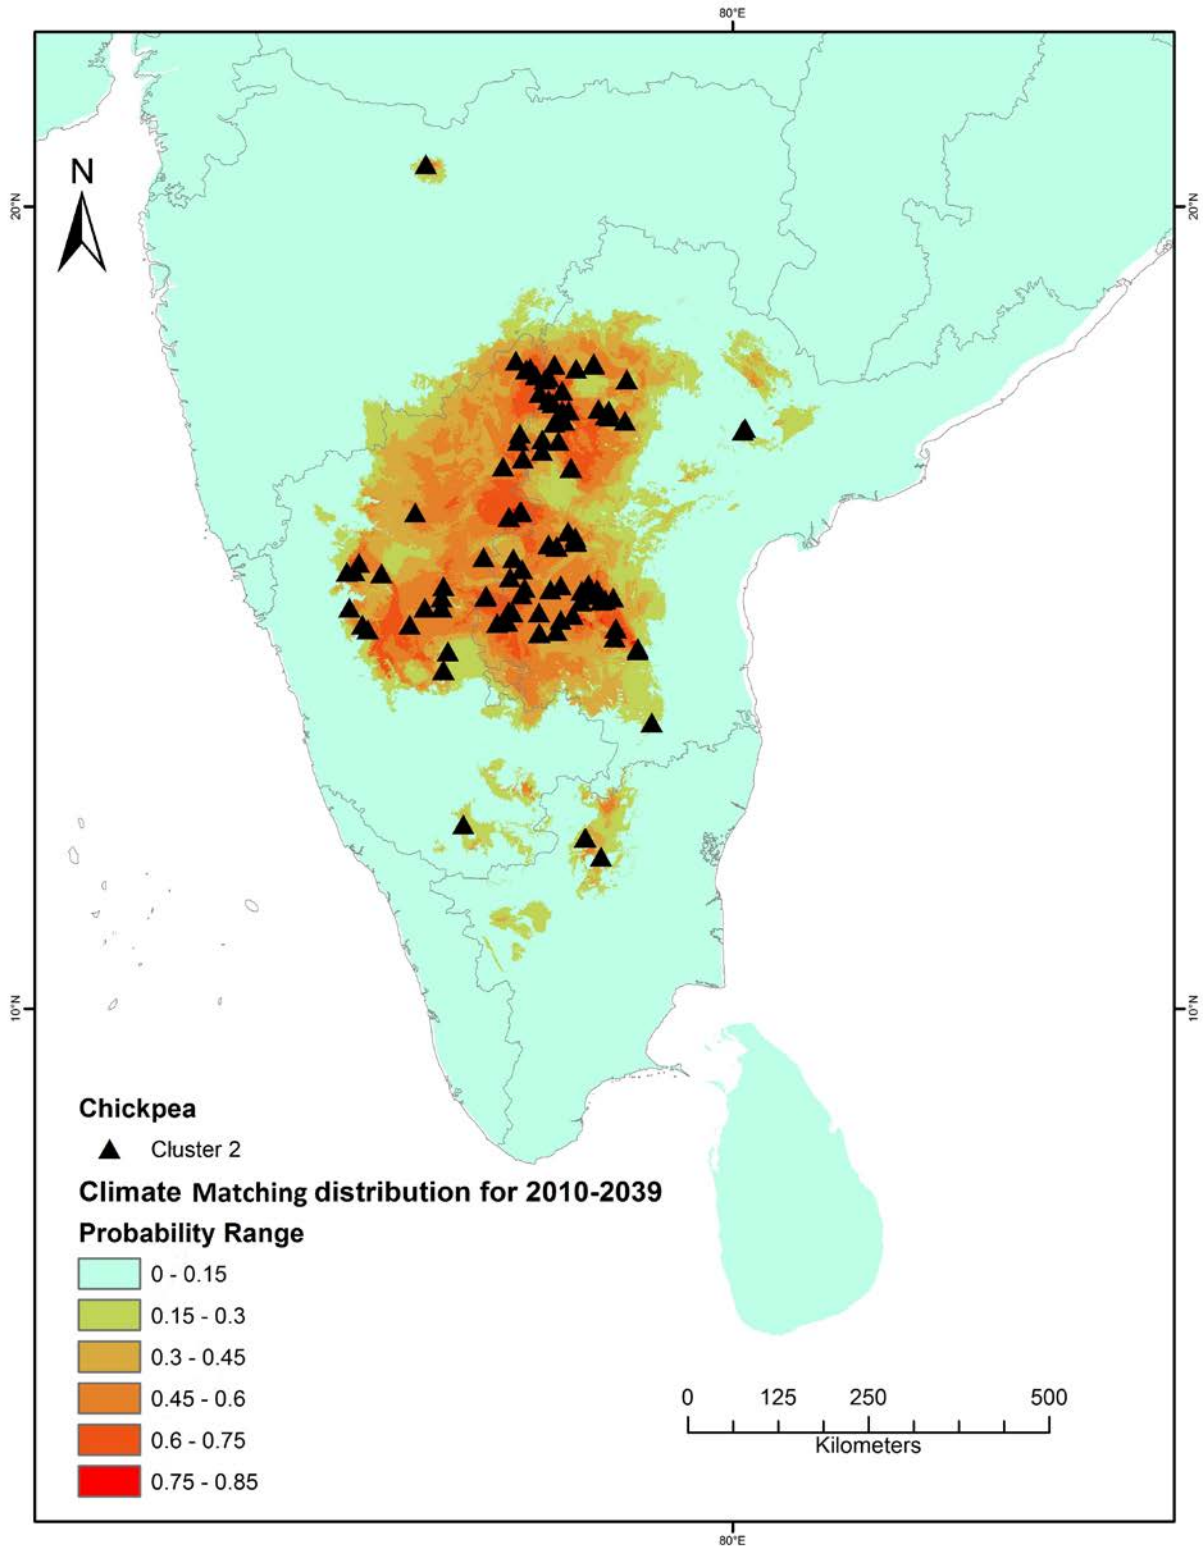 80°E
20°N
20°N
N
10°N
10°N
Chickpea
Cluster 2
Climate Matching distribution for 2010-2039
Probability Range
0 - 0.15
0.15 - 0.3
0.3 - 0.45
0.45 - 0.6
0.6 - 0.75
0.75 - 0.85
0 125 250 500
Kilometers
80°E